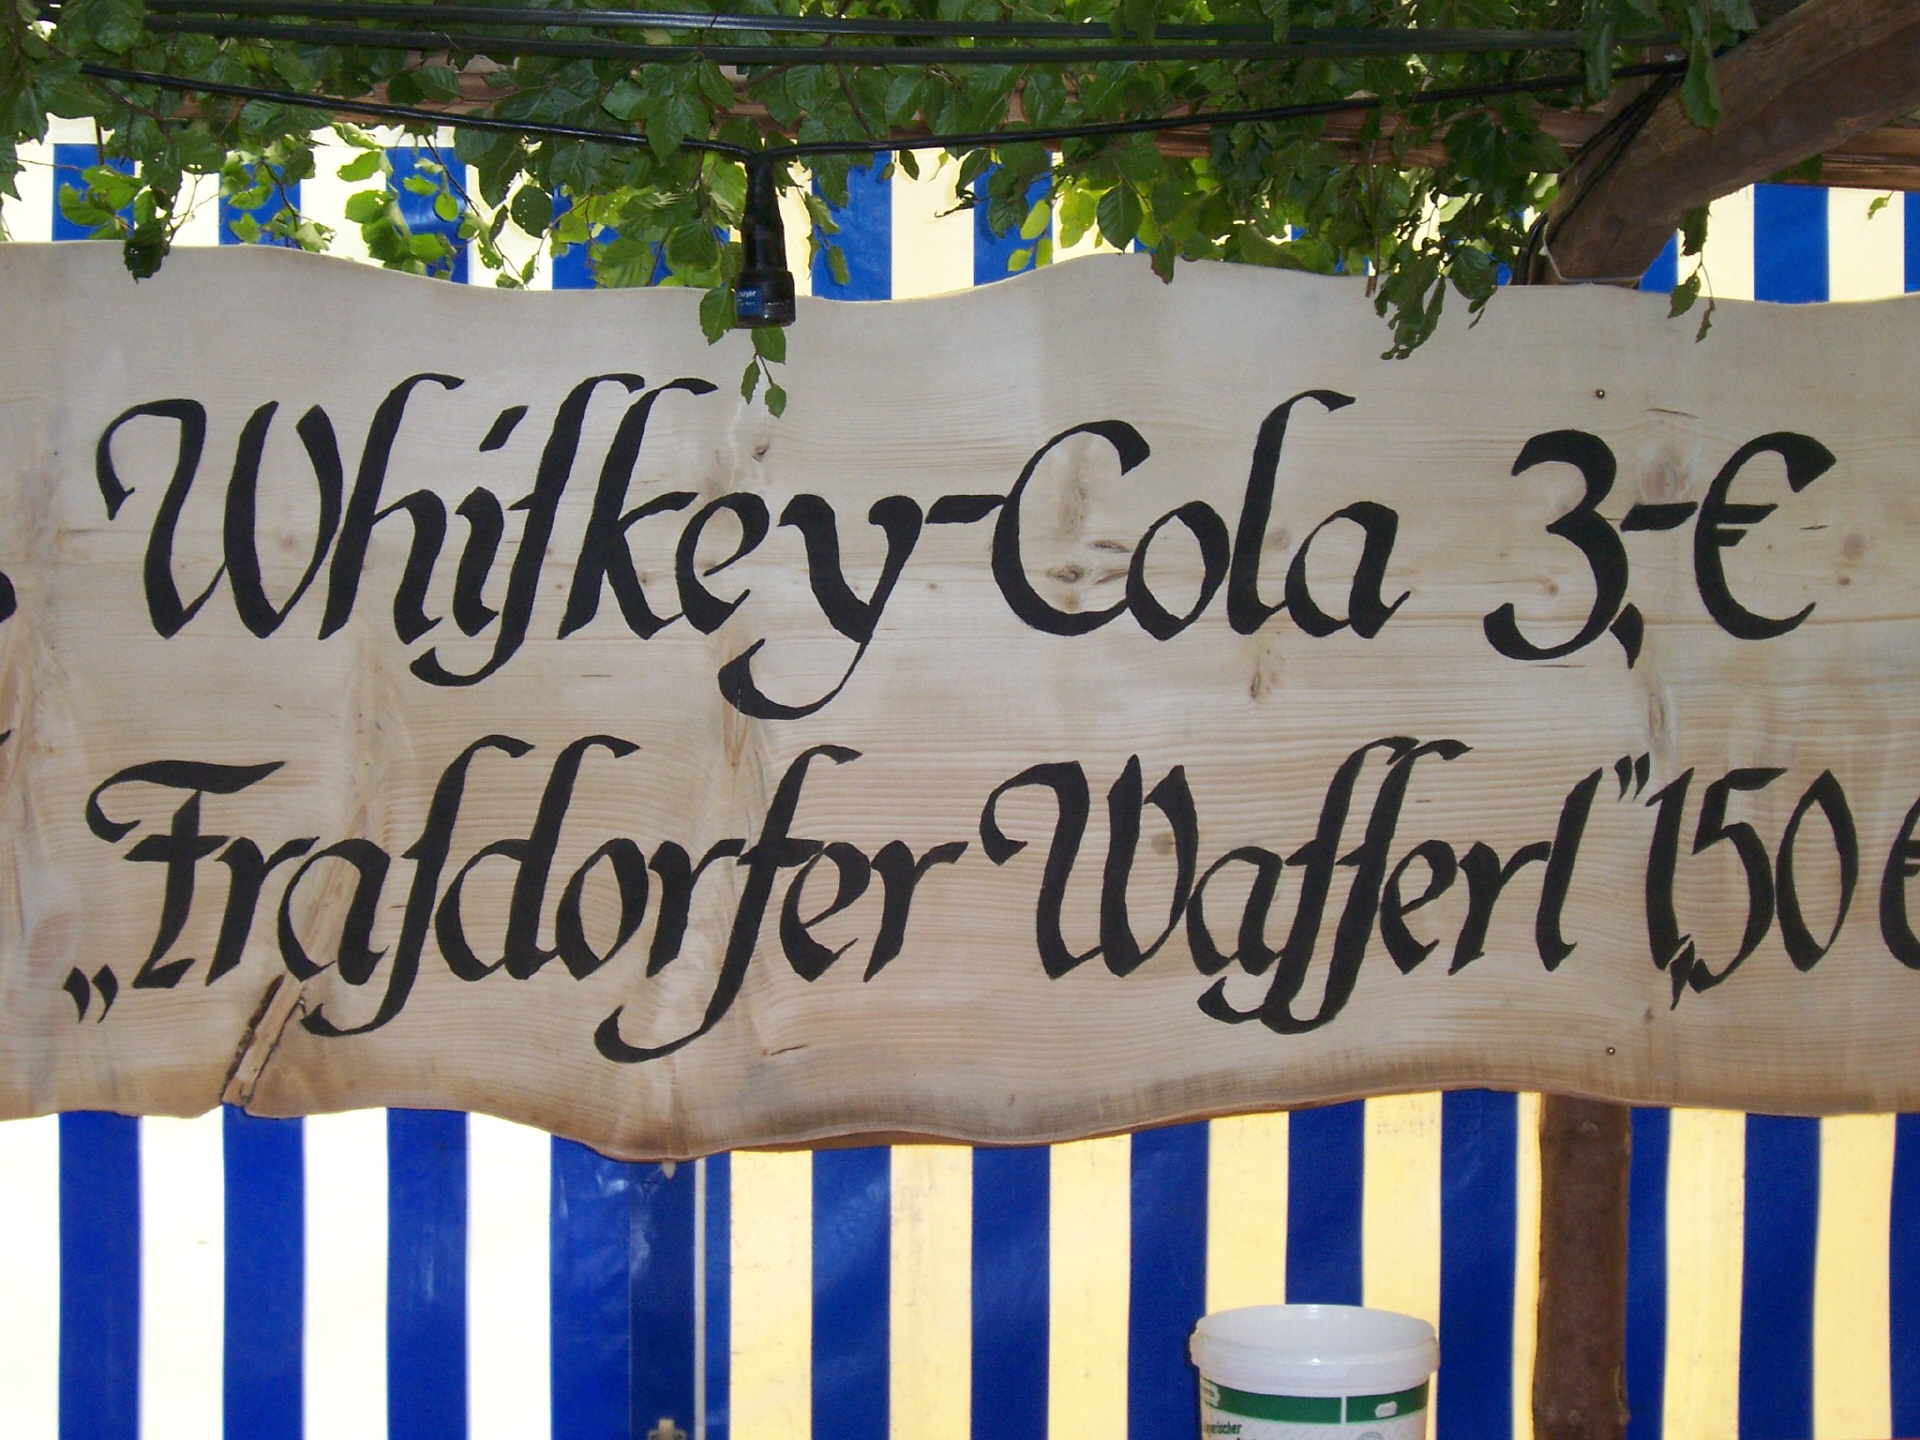 Whiſkey-Cola 3,-€
„Fraſdorfer Waſſerl" 1,50 €